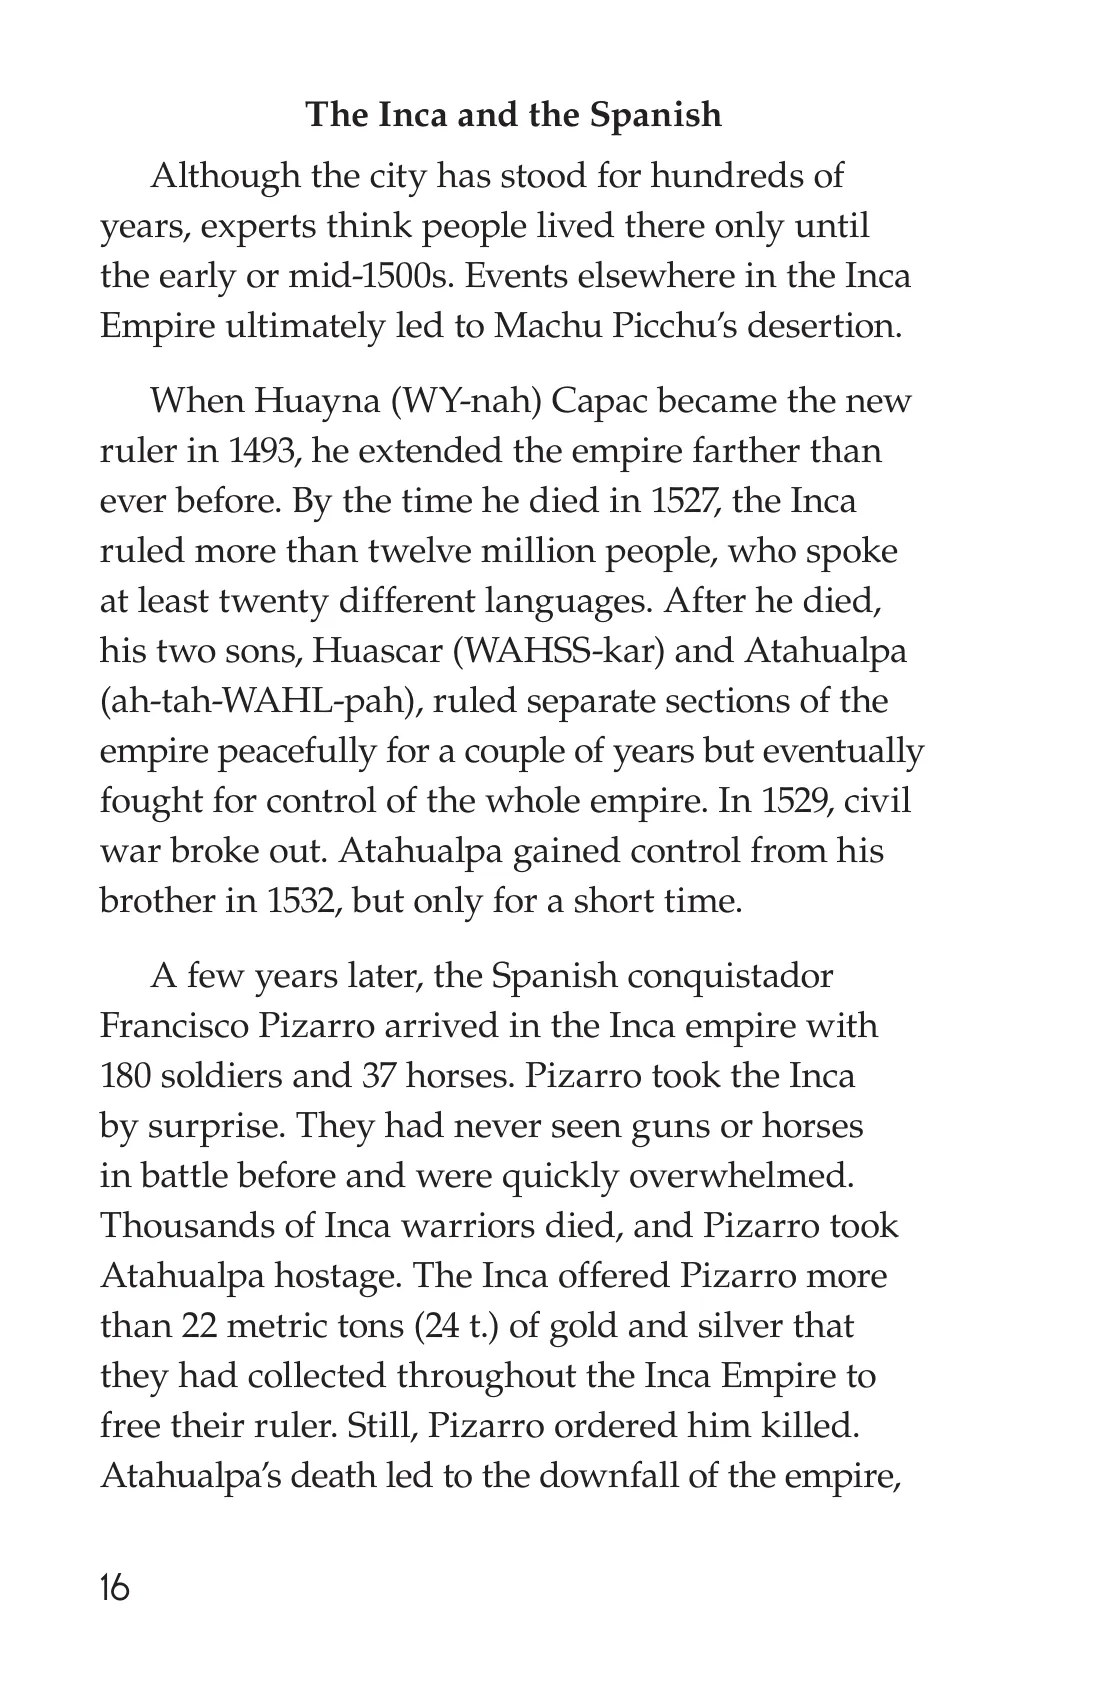 The Inca and the Spanish
Although the city has stood for hundreds of
years, experts think people lived there only until
the early or mid-1500s. Events elsewhere in the Inca
Empire ultimately led to Machu Picchu’s desertion.
When Huayna (WY-nah) Capac became the new
ruler in 1493, he extended the empire farther than
ever before. By the time he died in 1527, the Inca
ruled more than twelve million people, who spoke
at least twenty different languages. After he died,
his two sons, Huascar (WAHSS-kar) and Atahualpa
(ah-tah-WAHL-pah), ruled separate sections of the
empire peacefully for a couple of years but eventually
fought for control of the whole empire. In 1529, civil
war broke out. Atahualpa gained control from his
brother in 1532, but only for a short time.
A few years later, the Spanish conquistador
Francisco Pizarro arrived in the Inca empire with
180 soldiers and 37 horses. Pizarro took the Inca
by surprise. They had never seen guns or horses
in battle before and were quickly overwhelmed.
Thousands of Inca warriors died, and Pizarro took
Atahualpa hostage. The Inca offered Pizarro more
than 22 metric tons (24 t.) of gold and silver that
they had collected throughout the Inca Empire to
free their ruler. Still, Pizarro ordered him killed.
Atahualpa’s death led to the downfall of the empire,
16